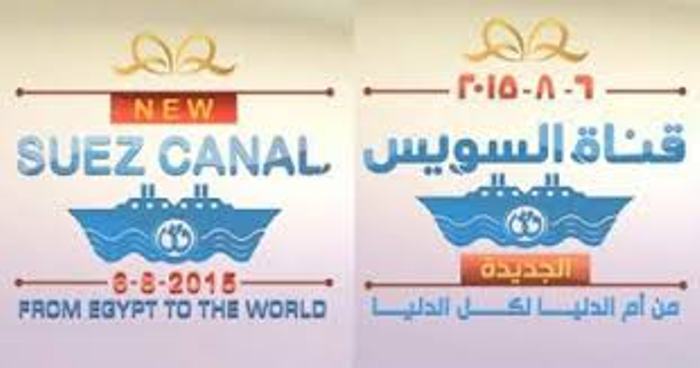 NEW
SUEZ CANAL
6-8-2015
FROM EGYPT TO THE WORLD
٢٠١٥-٨-٦
قناة السويس
الجديدة
من أم الدنيا لكل الدنيا